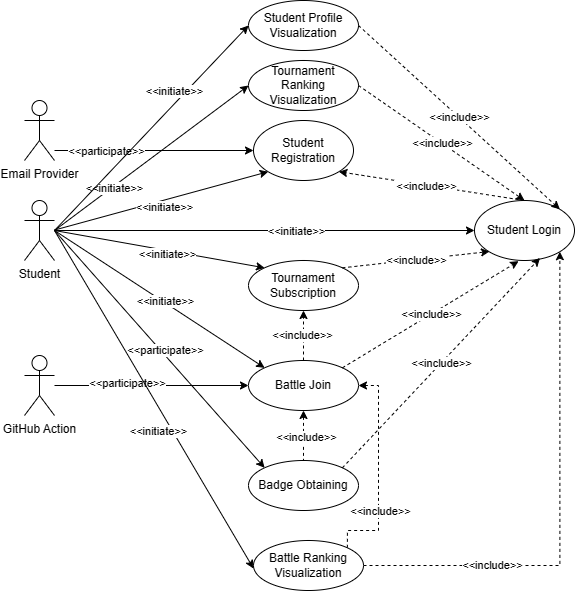 Student Profile
Visualization
<<initiate>>
Tournament
Ranking
Visualization
<<include>>
<<participate>>
Student
Registration
<<include>>
Email Provider
<<initiate>>
<<include>>
<<initiate>>
Student
<<initiate>>
Student Login
<<initiate>>
<<include>>
Tournament
Subscription
<<initiate>>
<<include>>
<<include>>
<<participate>>
<<include>>
GitHub Action
<<participate>>
Battle Join
<<initiate>>
<<include>>
Badge Obtaining
<<include>>
Battle Ranking
Visualization
<<include>>